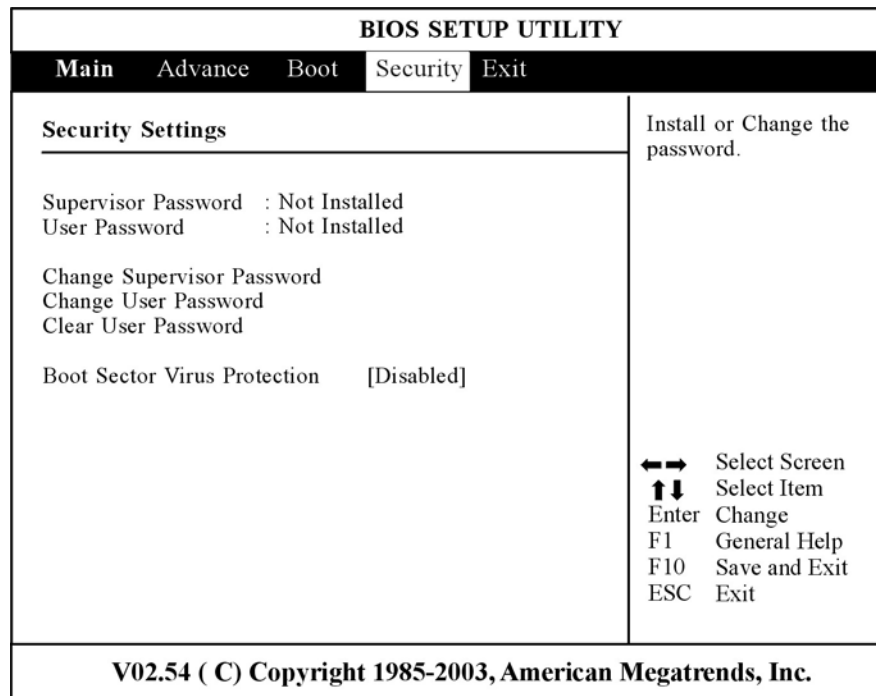 BIOS SETUP UTILITY
Main Advance Boot Security Exit
Security Settings
Supervisor Password : Not Installed
User Password : Not Installed
Change Supervisor Password
Change User Password
Clear User Password
Boot Sector Virus Protection [Disabled]
Install or Change the
password.
←→ Select Screen
↑↓ Select Item
Enter Change
F1 General Help
F10 Save and Exit
ESC Exit
V02.54 ( C) Copyright 1985-2003, American Megatrends, Inc.